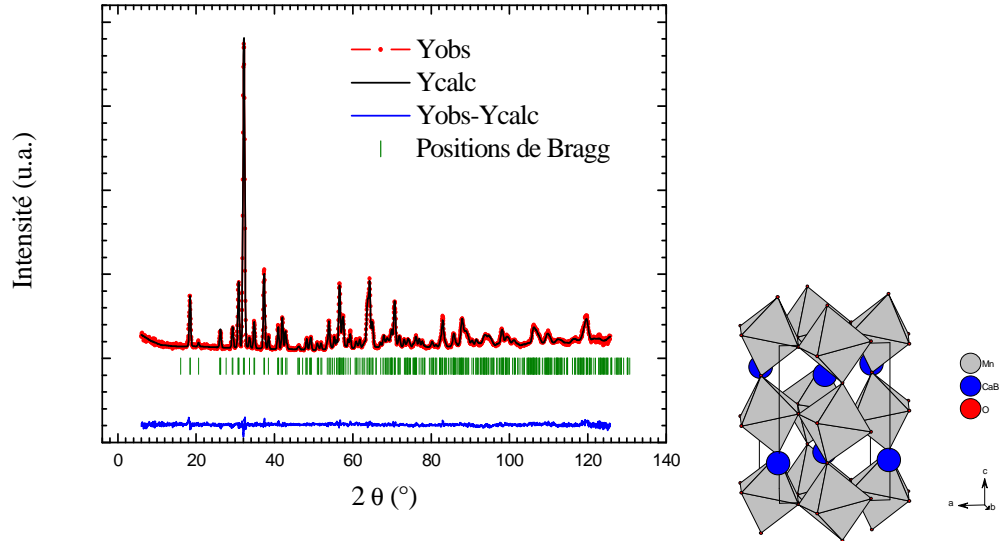 Intensité (u.a.)
Yobs
Ycalc
Yobs-Ycalc
Positions de Bragg
0 20 40 60 80 100 120 140
2 θ (°)
Mn
CaB
O
c
a
b